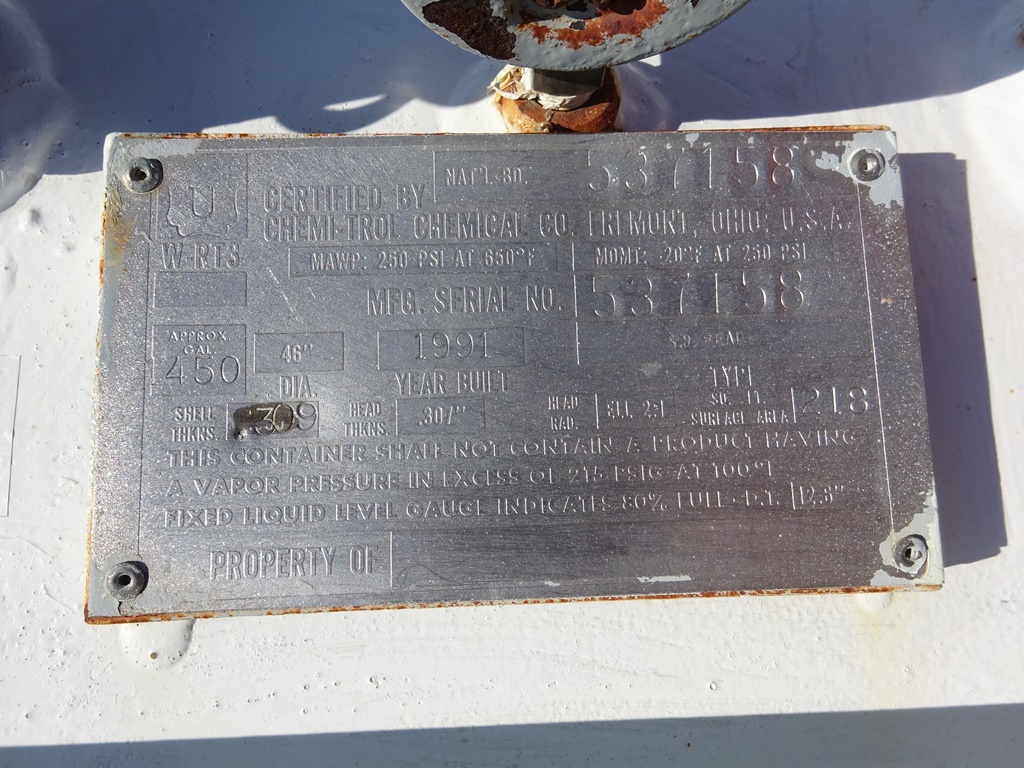 U
NAT'L. BD. 537158
CERTIFIED BY
CHEMI-TROL CHEMICAL CO. FREMONT, OHIO. U.S.A.
W-RT3
MAWP: 250 PSI AT 650°F
MDMT: -20°F AT 250 PSI
MFG. SERIAL NO. 537158
APPROX
GAL
450
46"
DIA.
1991
YEAR BUILT
TYPE
SHELL THKNS .309
HEAD THKNS. .307"
HEAD RAD. ELL 2:1
SQ. FT. SURFACE AREA 218
THIS CONTAINER SHALL NOT CONTAIN A PRODUCT HAVING
A VAPOR PRESSURE IN EXCESS OF 215 PSIG AT 100°F
FIXED LIQUID LEVEL GAUGE INDICATES 80% FULL - D.T. 12.8"
PROPERTY OF